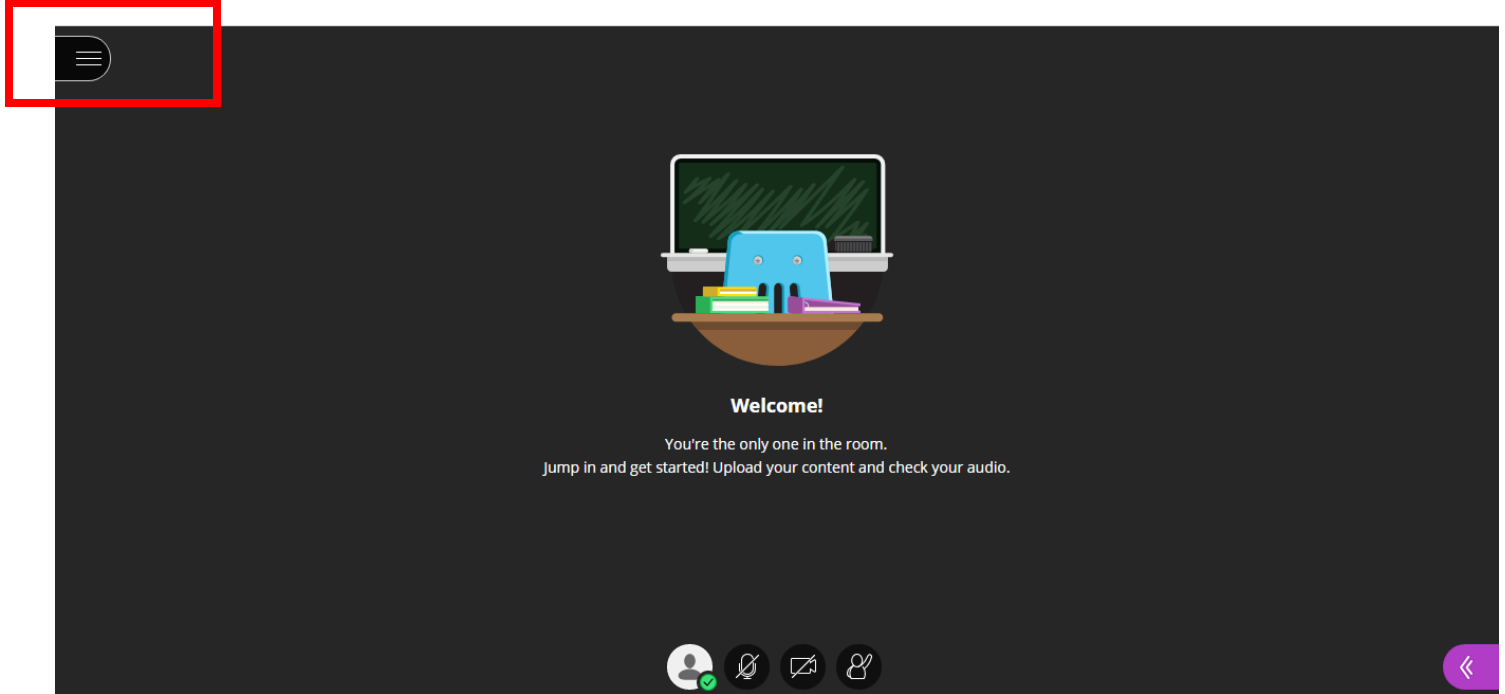 Welcome!
You're the only one in the room.
Jump in and get started! Upload your content and check your audio.